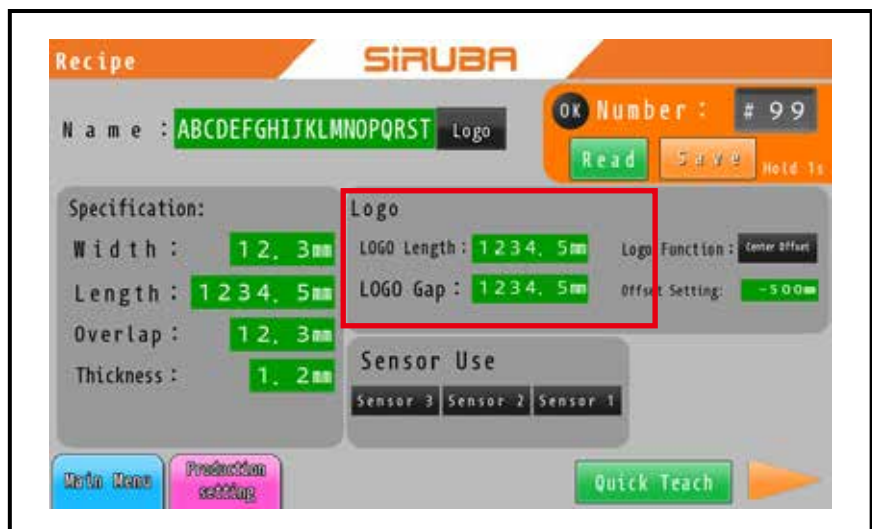 Recipe
SiRUBA
Name : ABCDEFGHIJKLMNOPQRST Logo
OK Number : # 99
Read Save Hold 1s
Specification:
Width : 12. 3mm
Length : 1234. 5mm
Overlap : 12. 3mm
Thickness : 1. 2mm
Logo
LOGO Length : 1234. 5mm
LOGO Gap : 1234. 5mm
Logo Function : Center Offset
Offset Setting: -500mm
Sensor Use
Sensor 3 Sensor 2 Sensor 1
Main Menu
Production setting
Quick Teach